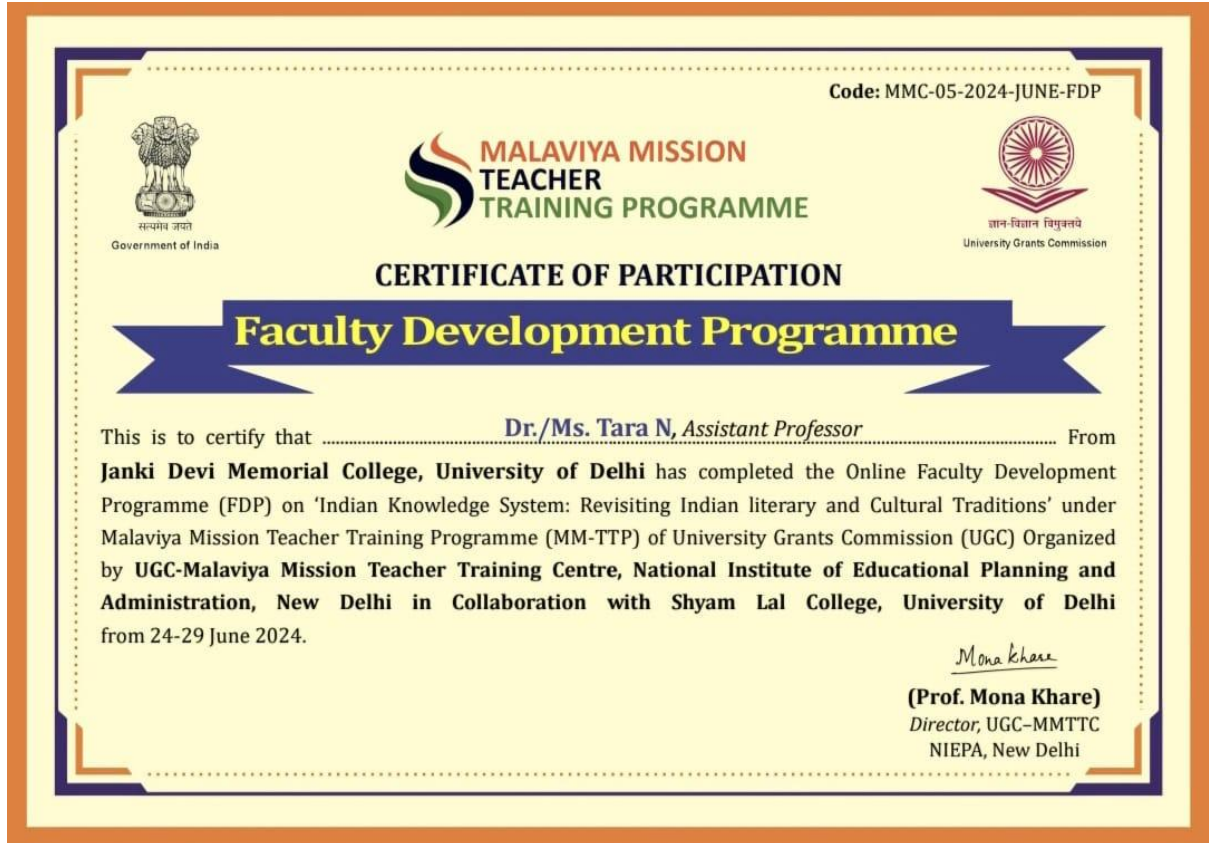 Code: MMC-05-2024-JUNE-FDP
MALAVIYA MISSION
TEACHER
TRAINING PROGRAMME
सत्यमेव जयते
Government of India
ज्ञान-विज्ञान विमुक्तये
University Grants Commission
CERTIFICATE OF PARTICIPATION
Faculty Development Programme
This is to certify that Dr./Ms. Tara N, Assistant Professor From
Janki Devi Memorial College, University of Delhi has completed the Online Faculty Development
Programme (FDP) on ‘Indian Knowledge System: Revisiting Indian literary and Cultural Traditions’ under
Malaviya Mission Teacher Training Programme (MM-TTP) of University Grants Commission (UGC) Organized
by UGC-Malaviya Mission Teacher Training Centre, National Institute of Educational Planning and
Administration, New Delhi in Collaboration with Shyam Lal College, University of Delhi
from 24-29 June 2024.
Mona Khare
(Prof. Mona Khare)
Director, UGC–MMTTC
NIEPA, New Delhi